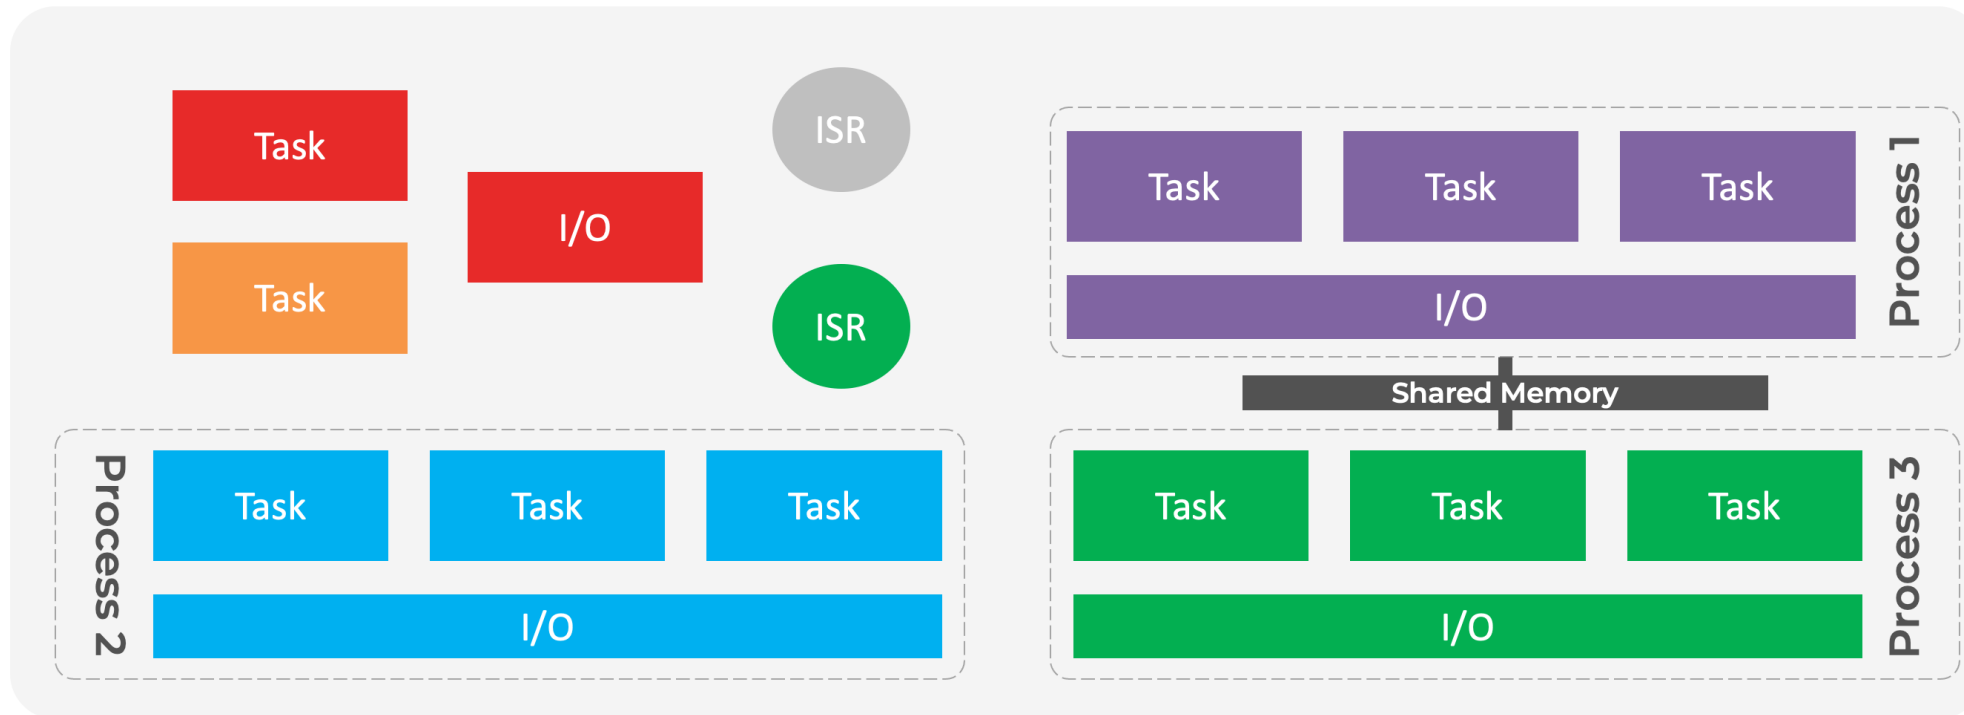 Task
Task
I/O
ISR
ISR
Task
Task
Task
I/O
Process 1
Shared Memory
Process 2
Task
Task
Task
I/O
Task
Task
Task
I/O
Process 3